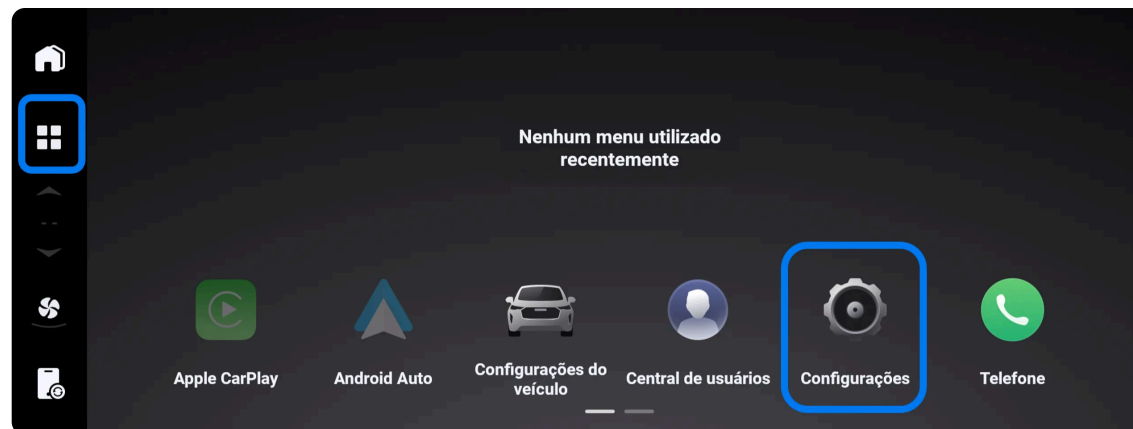 Nenhum menu utilizado
recentemente
--
Apple CarPlay
Android Auto
Configurações do
veículo
Central de usuários
Configurações
Telefone